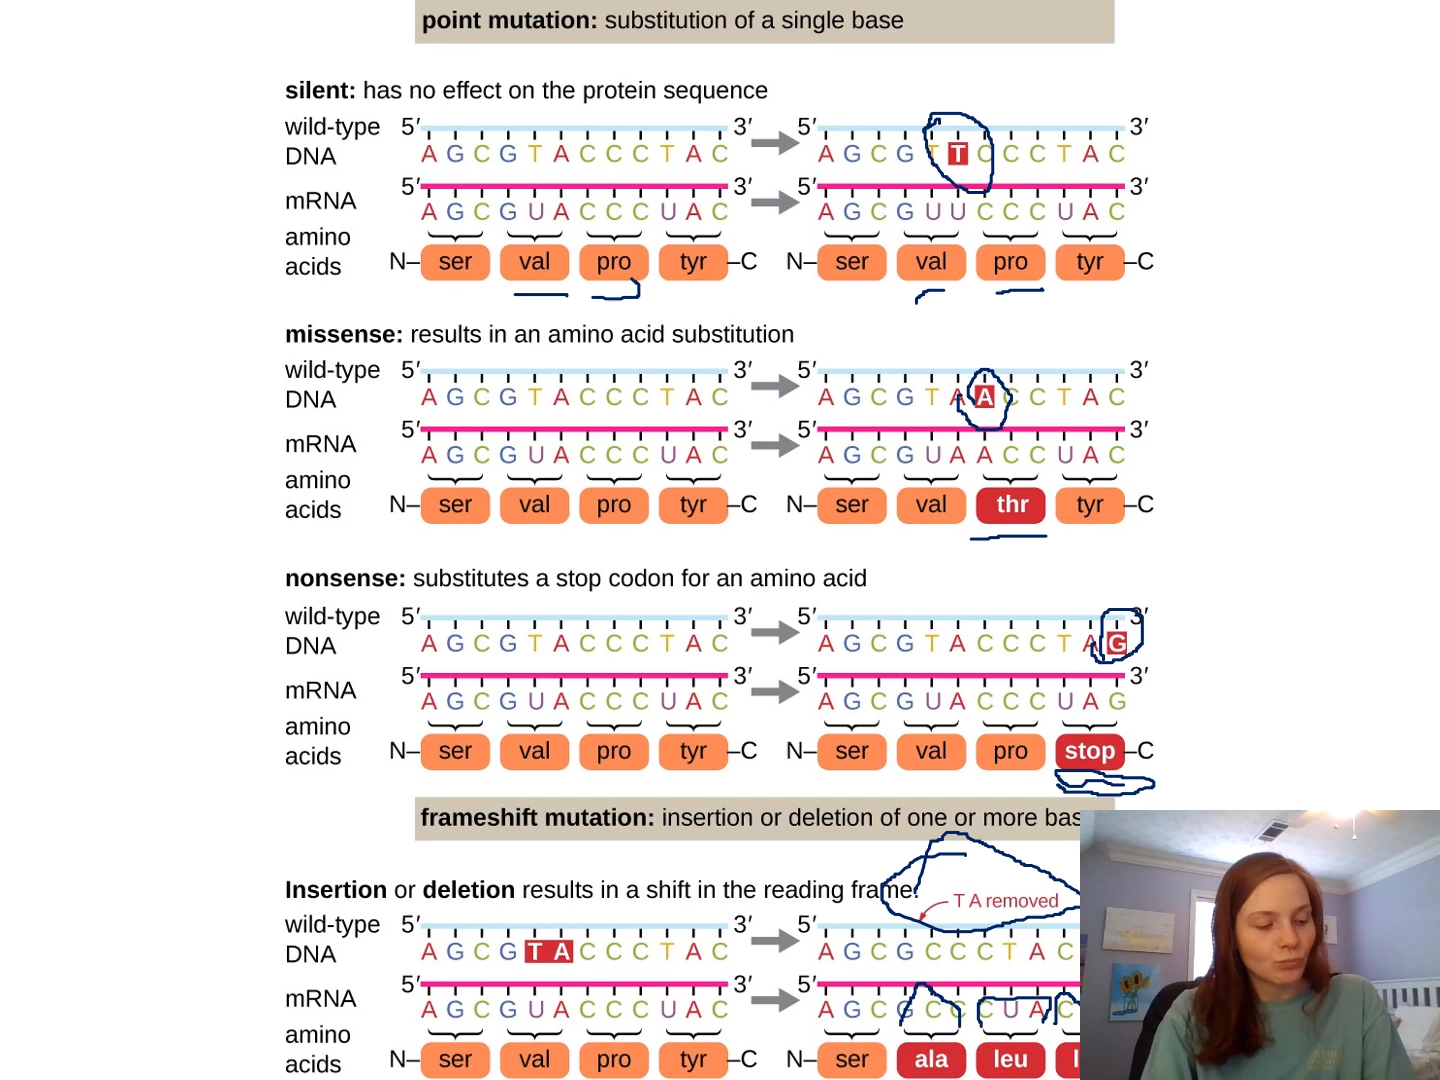 point mutation: substitution of a single base
silent: has no effect on the protein sequence
wild-type DNA 5′ 3′ 5′ 3′
A G C G T A C C C T A C A G C G T T C C C T A C
mRNA 5′ 3′ 5′ 3′
A G C G U A C C C U A C A G C G U U C C C U A C
amino acids N– ser val pro tyr –C N– ser val pro tyr –C
missense: results in an amino acid substitution
wild-type DNA 5′ 3′ 5′ 3′
A G C G T A C C C T A C A G C G T A A C C T A C
mRNA 5′ 3′ 5′ 3′
A G C G U A C C C U A C A G C G U A A C C U A C
amino acids N– ser val pro tyr –C N– ser val thr tyr –C
nonsense: substitutes a stop codon for an amino acid
wild-type DNA 5′ 3′ 5′ 3′
A G C G T A C C C T A C A G C G T A C C C T A G
mRNA 5′ 3′ 5′ 3′
A G C G U A C C C U A C A G C G U A C C C U A G
amino acids N– ser val pro tyr –C N– ser val pro stop –C
frameshift mutation: insertion or deletion of one or more
Insertion or deletion results in a shift in the reading frame.
T A removed
wild-type DNA 5′ 3′ 5′
A G C G T A C C C T A C A G C G C C C T A C
mRNA 5′ 3′ 5′
A G C G U A C C C U A C A G C G C C C U A C
amino acids N– ser val pro tyr –C N– ser ala leu